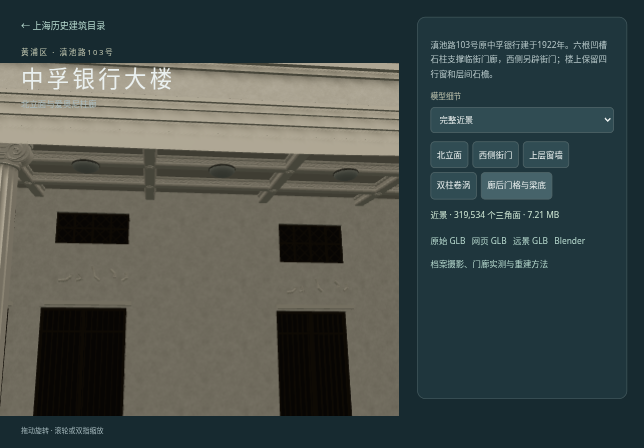 ← 上海历史建筑目录
黄浦区 · 滇池路103号
中孚银行大楼
滇池路103号原中孚银行建于1922年。六根凹槽
石柱支撑临街门廊，西侧另辟街门；楼上保留四
行窗和层间石檐。
模型细节
完整近景
北立面
西侧街门
上层窗墙
双柱卷涡
廊后门格与梁底
近景 · 319,534 个三角面 · 7.21 MB
原始 GLB 网页 GLB 远景 GLB Blender
档案摄影、门廊实测与重建方法
拖动旋转 · 滚轮或双指缩放